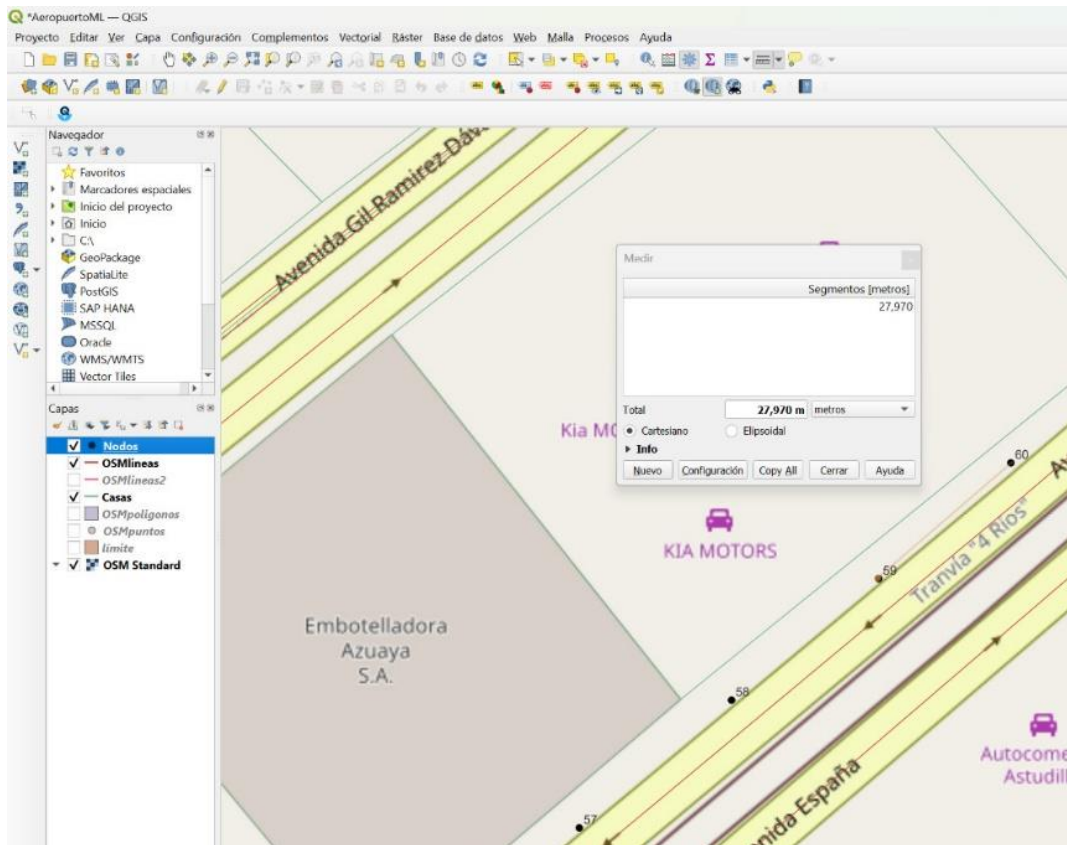 *AeropuertoML — QGIS
Proyecto Editar Ver Capa Configuración Complementos Vectorial Ráster Base de datos Web Malla Procesos Ayuda
Navegador
Favoritos
Marcadores espaciales
Inicio del proyecto
Inicio
C:\
GeoPackage
SpatiaLite
PostGIS
SAP HANA
MSSQL
Oracle
WMS/WMTS
Vector Tiles
Capas
Nodos
OSMlineas
OSMlineas2
Casas
OSMpoligonos
OSMpuntos
limite
OSM Standard
Avenida Gil Ramirez Dáv
Medir
Segmentos [metros]
27,970
Total 27,970 m metros
Cartesiano Elipsoidal
Info
Nuevo Configuración Copy All Cerrar Ayuda
Kia MO
KIA MOTORS
60
59
58
57
Tranvía "4 Ríos"
Embotelladora
Azuaya
S.A.
Av
enida España
Autocome
Astudill